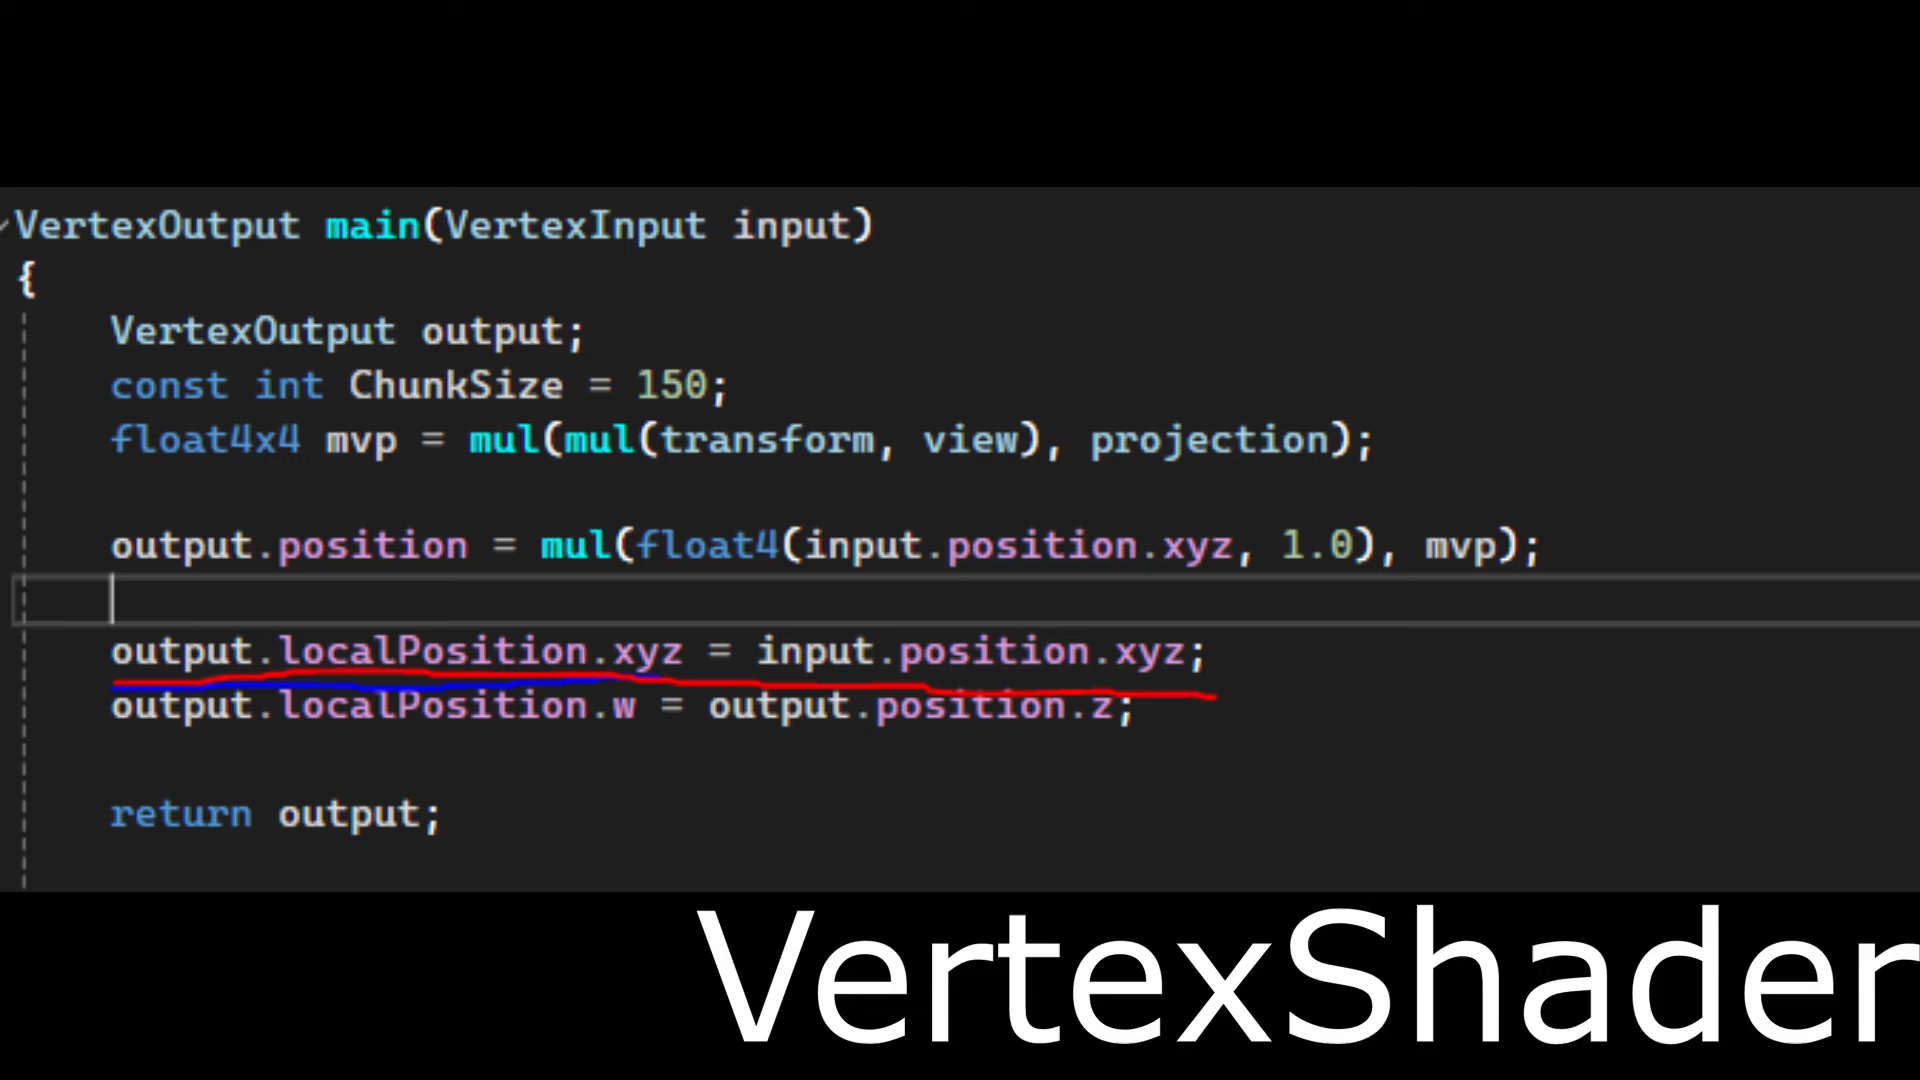 VertexOutput main(VertexInput input)
{
VertexOutput output;
const int ChunkSize = 150;
float4x4 mvp = mul(mul(transform, view), projection);
output.position = mul(float4(input.position.xyz, 1.0), mvp);
output.localPosition.xyz = input.position.xyz;
output.localPosition.w = output.position.z;
return output;
VertexShader